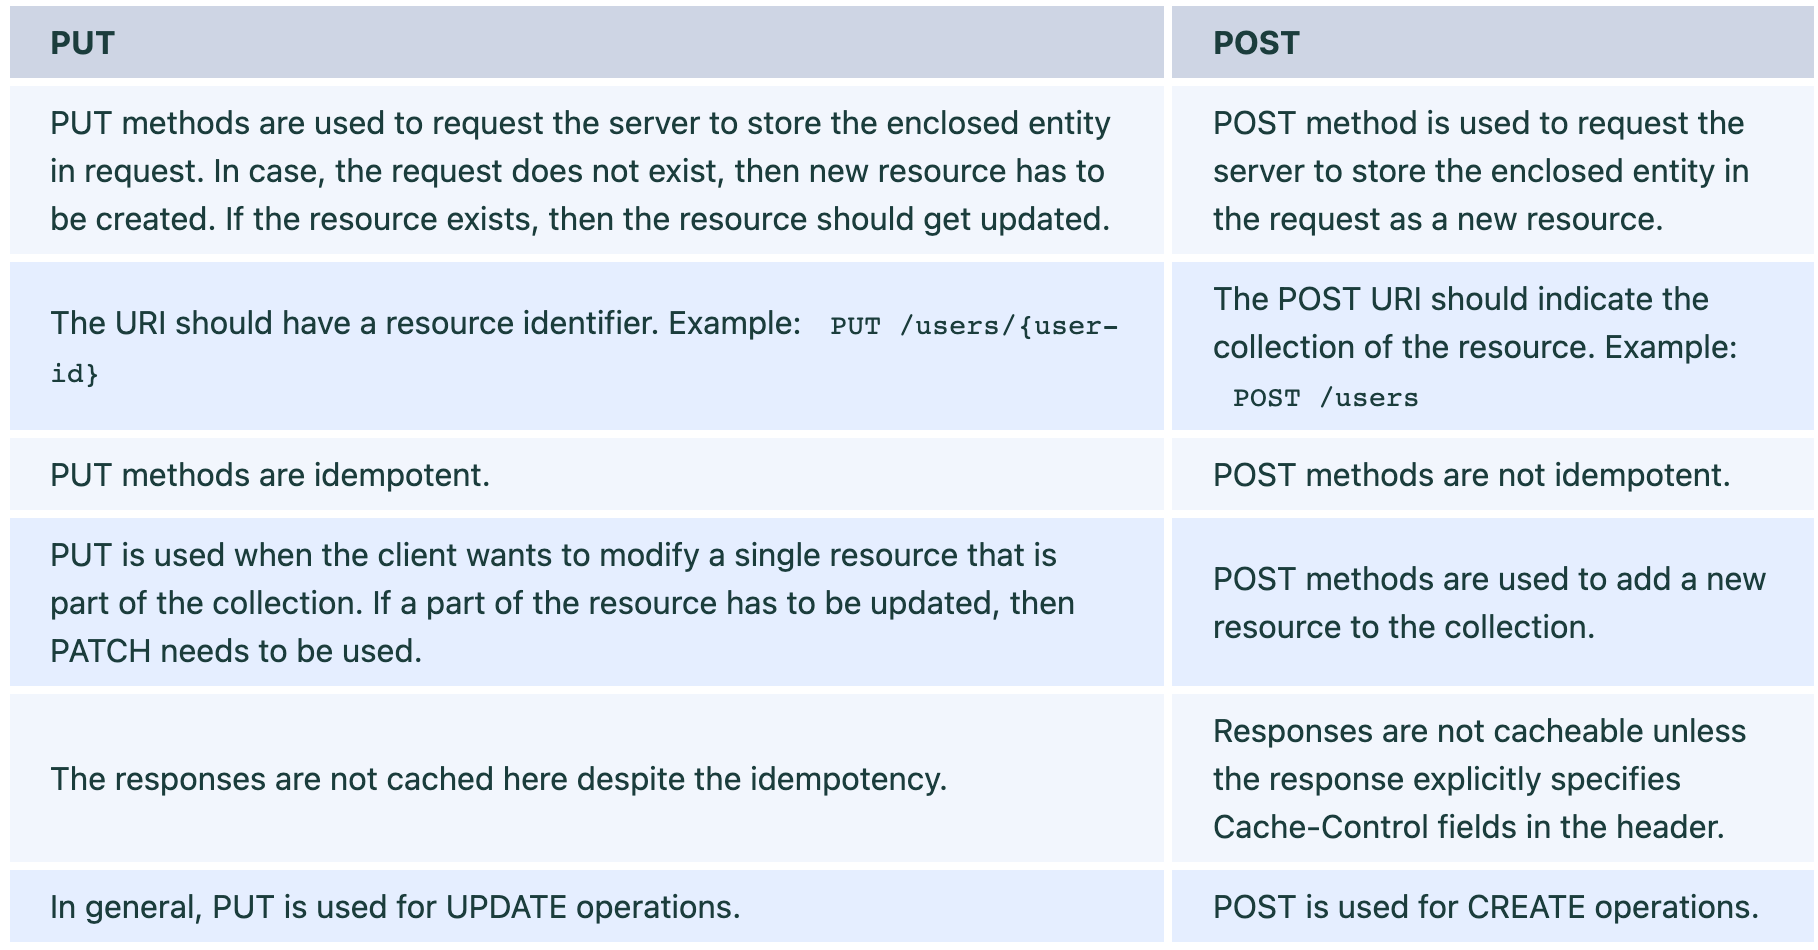 PUT
POST
PUT methods are used to request the server to store the enclosed entity
in request. In case, the request does not exist, then new resource has to
be created. If the resource exists, then the resource should get updated.
POST method is used to request the
server to store the enclosed entity in
the request as a new resource.
The URI should have a resource identifier. Example: PUT /users/{user-
id}
The POST URI should indicate the
collection of the resource. Example:
POST /users
PUT methods are idempotent.
POST methods are not idempotent.
PUT is used when the client wants to modify a single resource that is
part of the collection. If a part of the resource has to be updated, then
PATCH needs to be used.
POST methods are used to add a new
resource to the collection.
The responses are not cached here despite the idempotency.
Responses are not cacheable unless
the response explicitly specifies
Cache-Control fields in the header.
In general, PUT is used for UPDATE operations.
POST is used for CREATE operations.